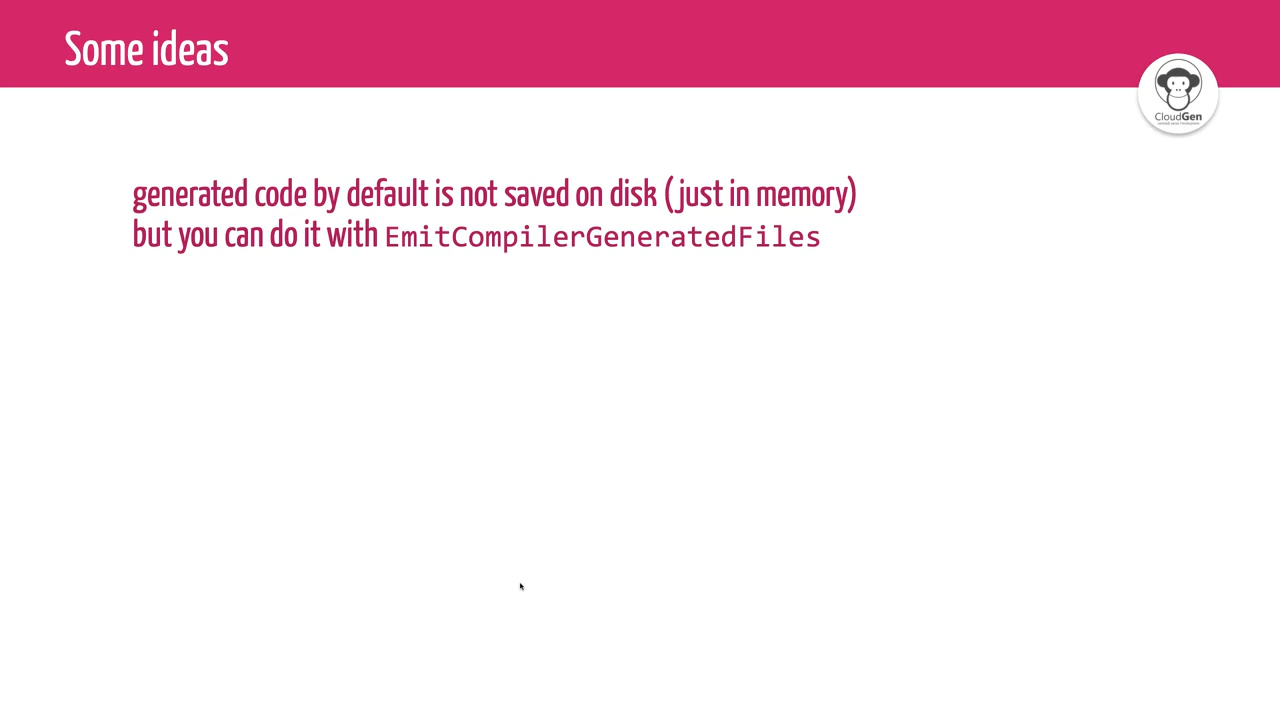 Some ideas
CloudGen
generated code by default is not saved on disk (just in memory)
but you can do it with EmitCompilerGeneratedFiles